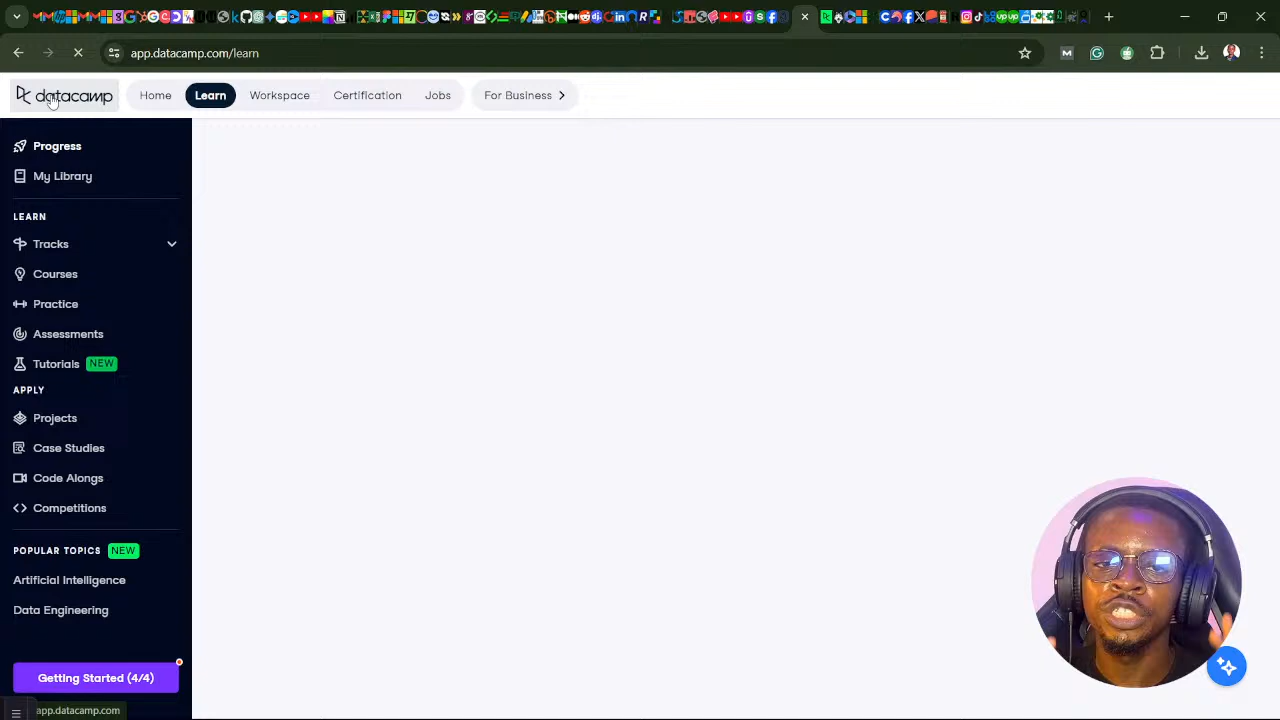 app.datacamp.com/learn
datacamp
Home
Learn
Workspace
Certification
Jobs
For Business
Progress
My Library
LEARN
Tracks
Courses
Practice
Assessments
Tutorials NEW
APPLY
Projects
Case Studies
Code Alongs
Competitions
POPULAR TOPICS NEW
Artificial Intelligence
Data Engineering
Getting Started (4/4)
app.datacamp.com